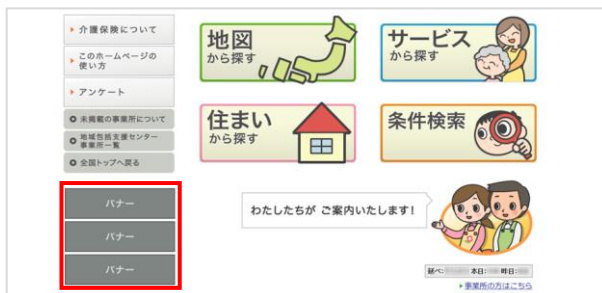 介護保険について
このホームページの
使い方
アンケート
未掲載の事業所について
地域包括支援センター
事業所一覧
全国トップへ戻る
バナー
バナー
バナー
地図
から探す
サービス
から探す
住まい
から探す
条件検索
わたしたちが ご案内いたします!
延べ: 本日: 昨日:
事業所の方はこちら